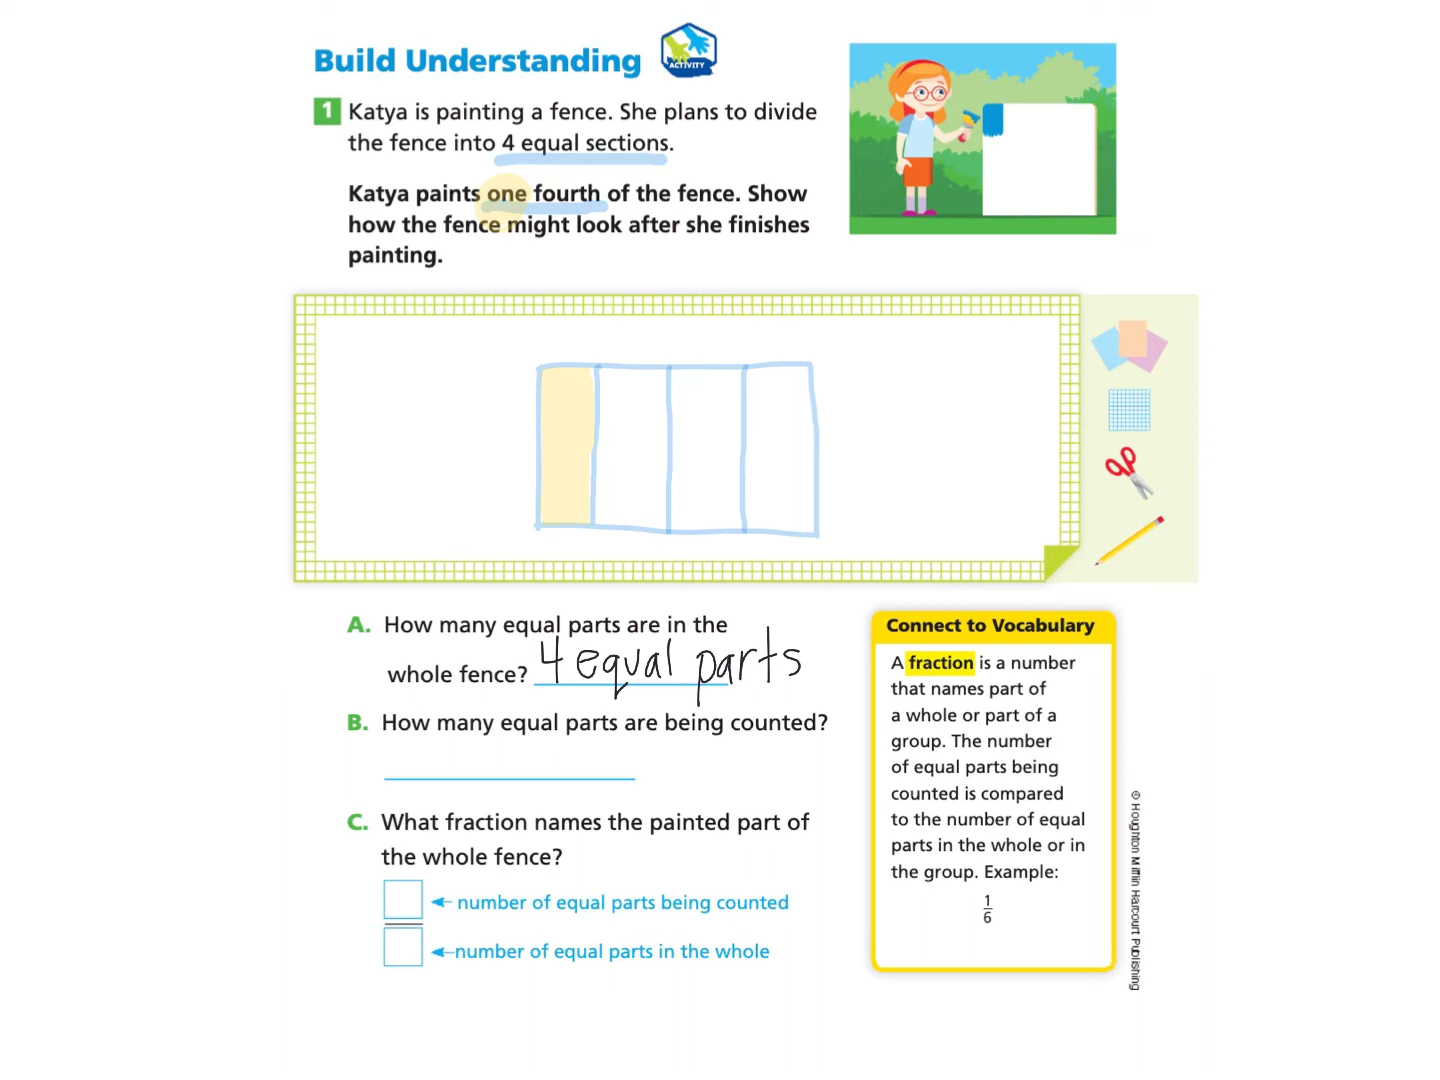 Build Understanding
ACTIVITY
1 Katya is painting a fence. She plans to divide
the fence into 4 equal sections.
Katya paints one fourth of the fence. Show
how the fence might look after she finishes
painting.
A. How many equal parts are in the
whole fence? 4 equal parts
B. How many equal parts are being counted?
C. What fraction names the painted part of
the whole fence?
number of equal parts being counted
number of equal parts in the whole
Connect to Vocabulary
A fraction is a number
that names part of
a whole or part of a
group. The number
of equal parts being
counted is compared
to the number of equal
parts in the whole or in
the group. Example:
1
6
© Houghton Mifflin Harcourt Publishing